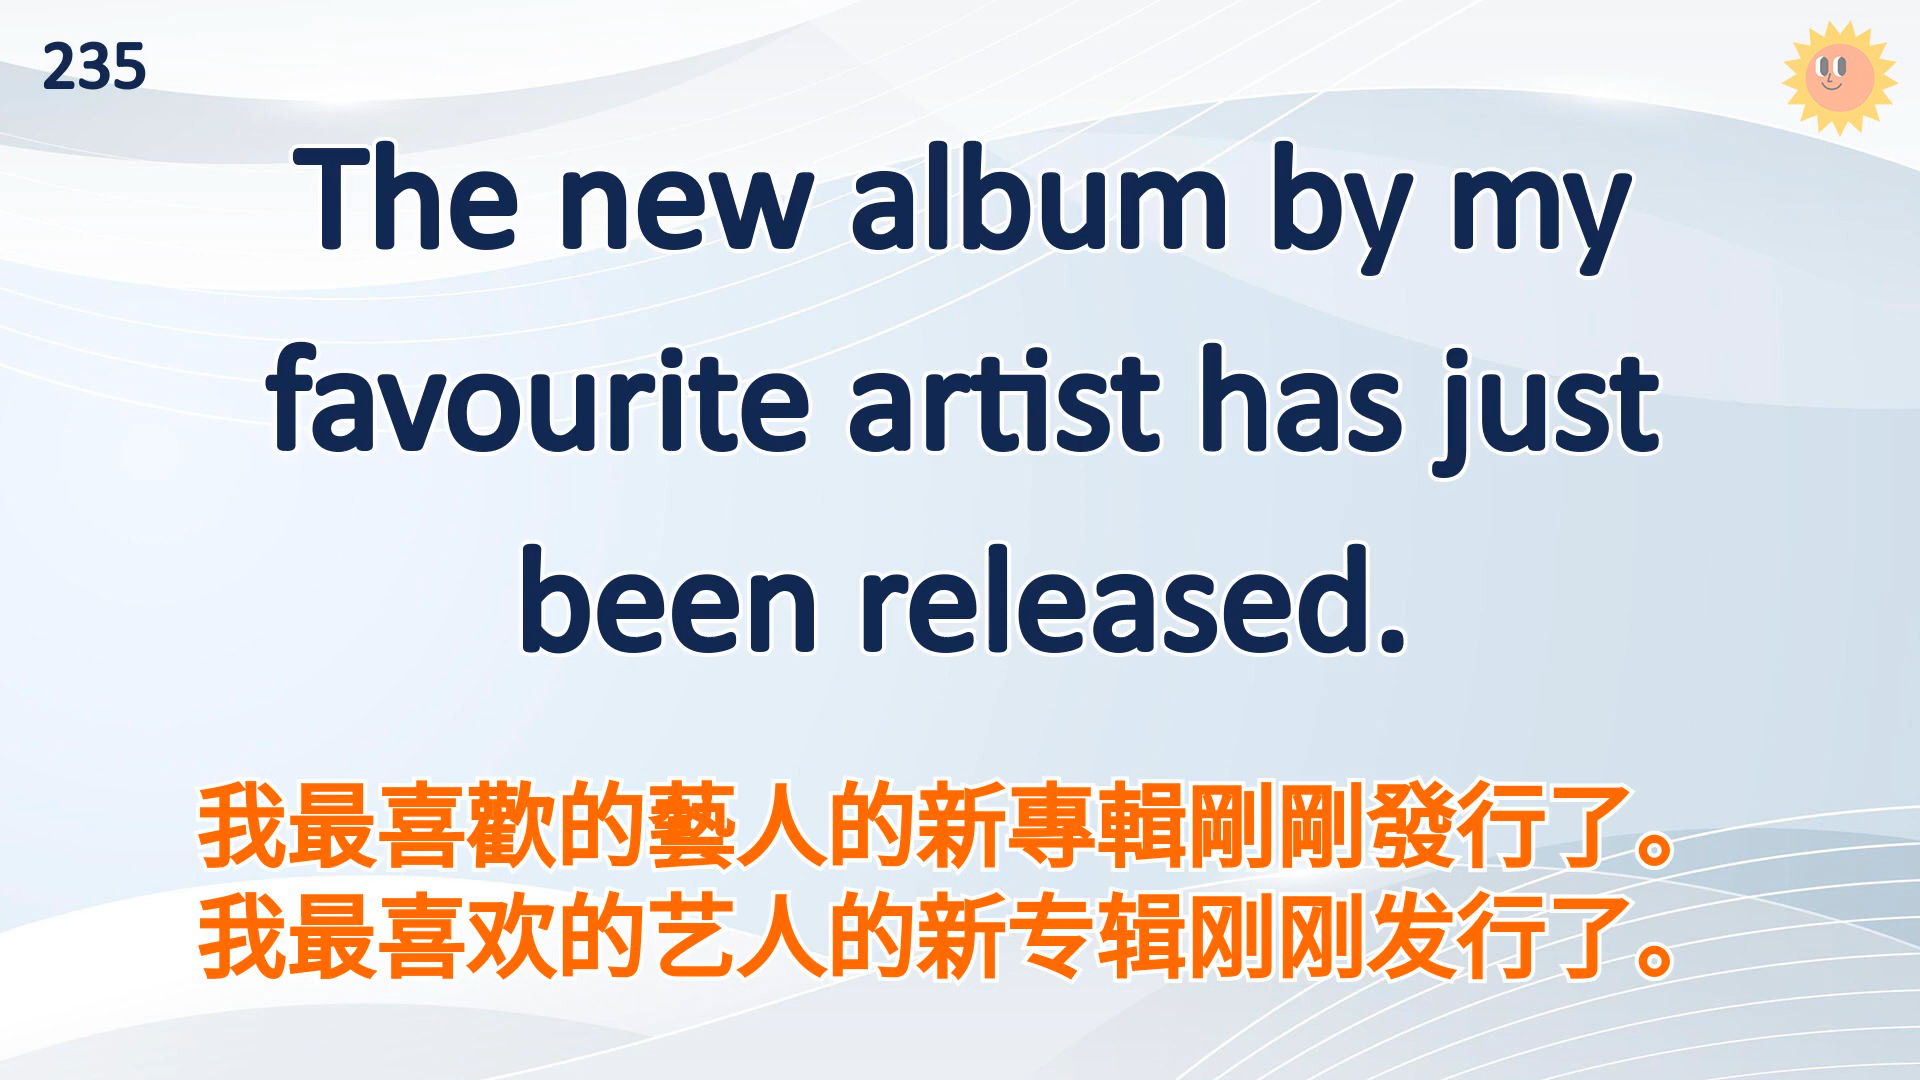 235
The new album by my
favourite artist has just
been released.
我最喜歡的藝人的新專輯剛剛發行了。
我最喜欢的艺人的新专辑刚刚发行了。